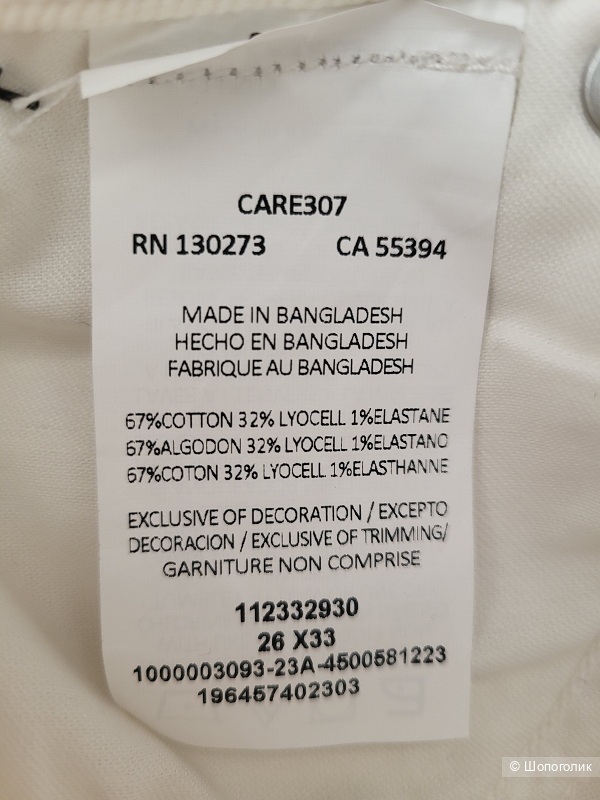 CARE307
RN 130273 CA 55394
MADE IN BANGLADESH
HECHO EN BANGLADESH
FABRIQUE AU BANGLADESH
67%COTTON 32% LYOCELL 1%ELASTANE
67%ALGODON 32% LYOCELL 1%ELASTANO
67%COTON 32% LYOCELL 1%ELASTHANNE
EXCLUSIVE OF DECORATION / EXCEPTO
DECORACION / EXCLUSIVE OF TRIMMING/
GARNITURE NON COMPRISE
112332930
26 X33
1000003093-23A-4500581223
196457402303
© Шопоголик